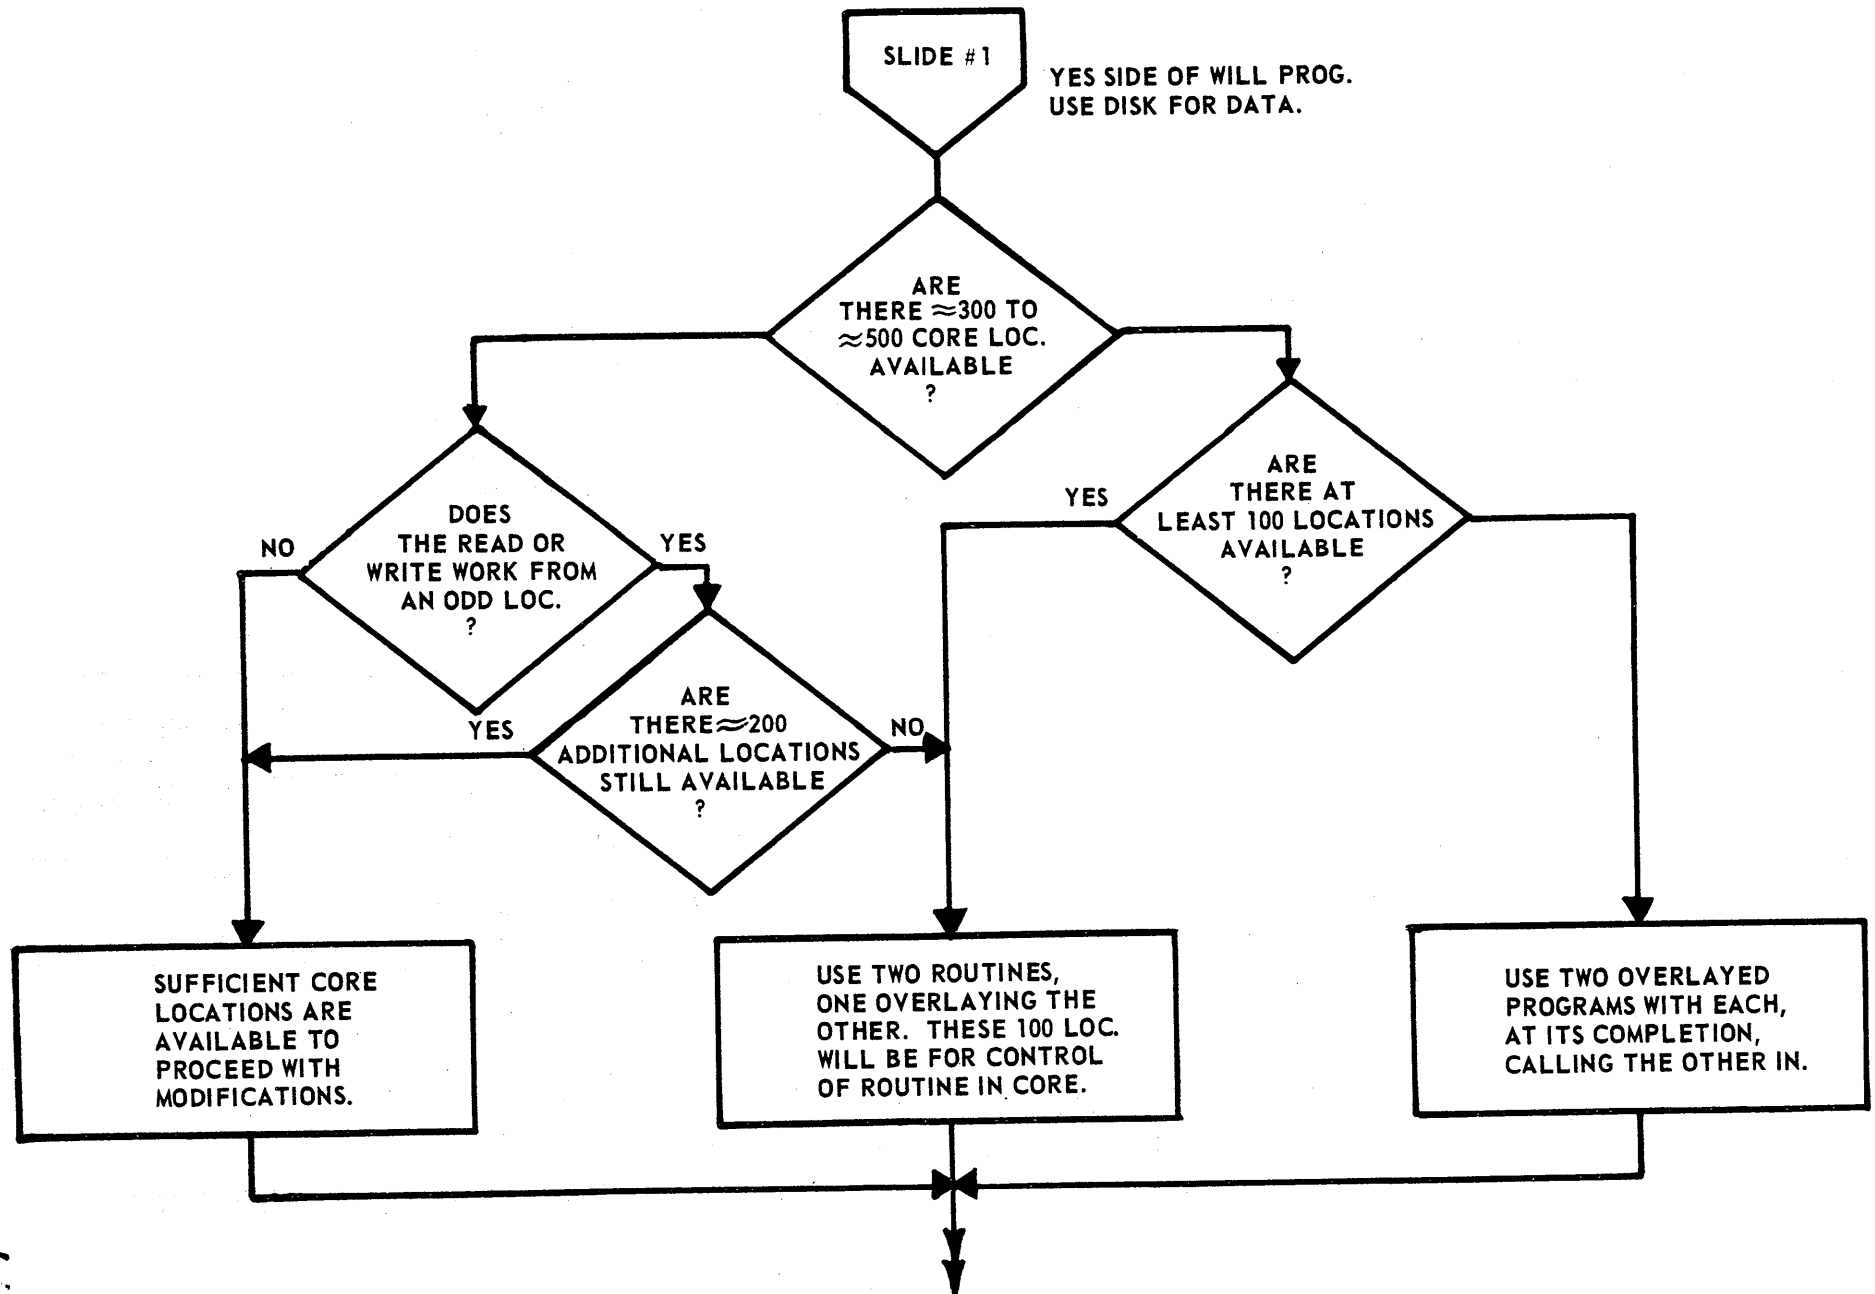 SLIDE #1
YES SIDE OF WILL PROG.
USE DISK FOR DATA.
ARE
THERE ≈300 TO
≈500 CORE LOC.
AVAILABLE
?
DOES
THE READ OR
WRITE WORK FROM
AN ODD LOC.
?
NO
YES
ARE
THERE AT
LEAST 100 LOCATIONS
AVAILABLE
?
YES
ARE
THERE≈200
ADDITIONAL LOCATIONS
STILL AVAILABLE
?
YES
NO
SUFFICIENT CORE
LOCATIONS ARE
AVAILABLE TO
PROCEED WITH
MODIFICATIONS.
USE TWO ROUTINES,
ONE OVERLAYING THE
OTHER. THESE 100 LOC.
WILL BE FOR CONTROL
OF ROUTINE IN CORE.
USE TWO OVERLAYED
PROGRAMS WITH EACH,
AT ITS COMPLETION,
CALLING THE OTHER IN.